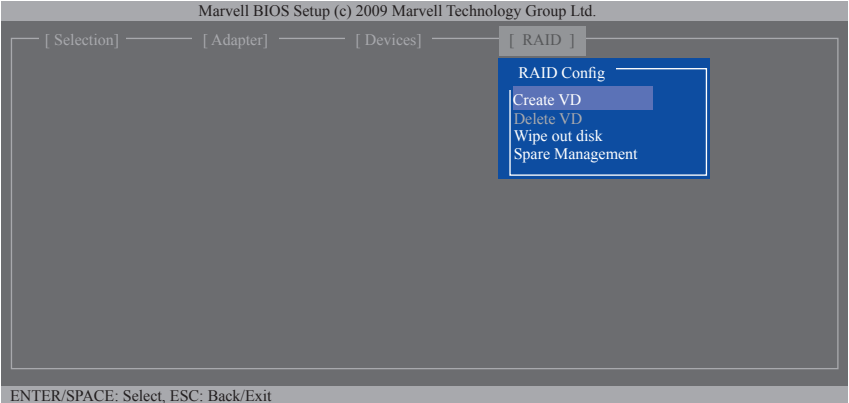 Marvell BIOS Setup (c) 2009 Marvell Technology Group Ltd.
[ Selection] [ Adapter] [ Devices] [ RAID ]
RAID Config
Create VD
Delete VD
Wipe out disk
Spare Management
ENTER/SPACE: Select, ESC: Back/Exit